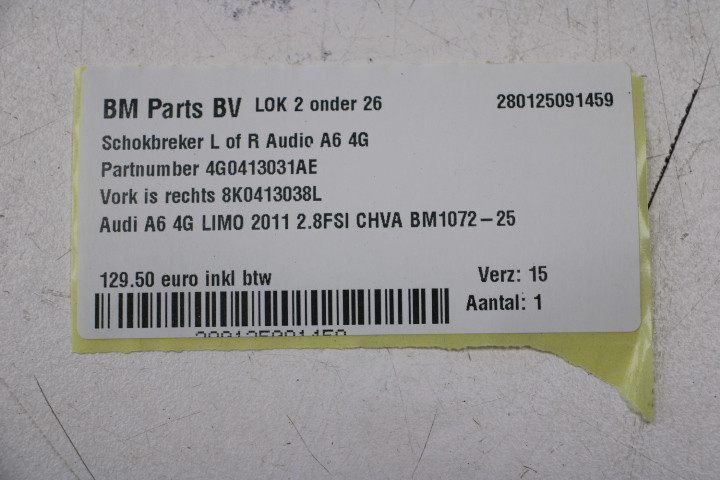 BM Parts BV LOK 2 onder 26 280125091459
Schokbreker L of R Audio A6 4G
Partnumber 4G0413031AE
Vork is rechts 8K0413038L
Audi A6 4G LIMO 2011 2.8FSI CHVA BM1072-25
129.50 euro inkl btw Verz: 15
Aantal: 1
280125091459